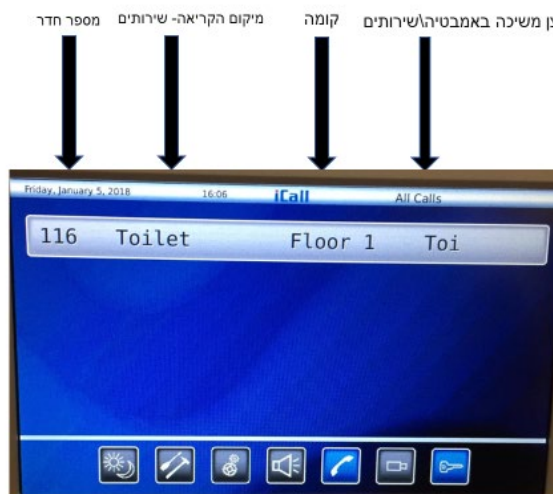 מספר חדר
מיקום הקריאה- שירותים
קומה
משיכה באמבטיה\שירותים
Friday, January 5, 2018 16:06 iCall All Calls
116 Toilet Floor 1 Toi